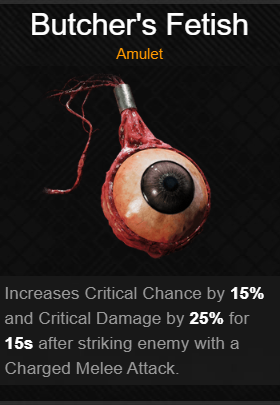 Butcher's Fetish
Amulet
Increases Critical Chance by 15%
and Critical Damage by 25% for
15s after striking enemy with a
Charged Melee Attack.